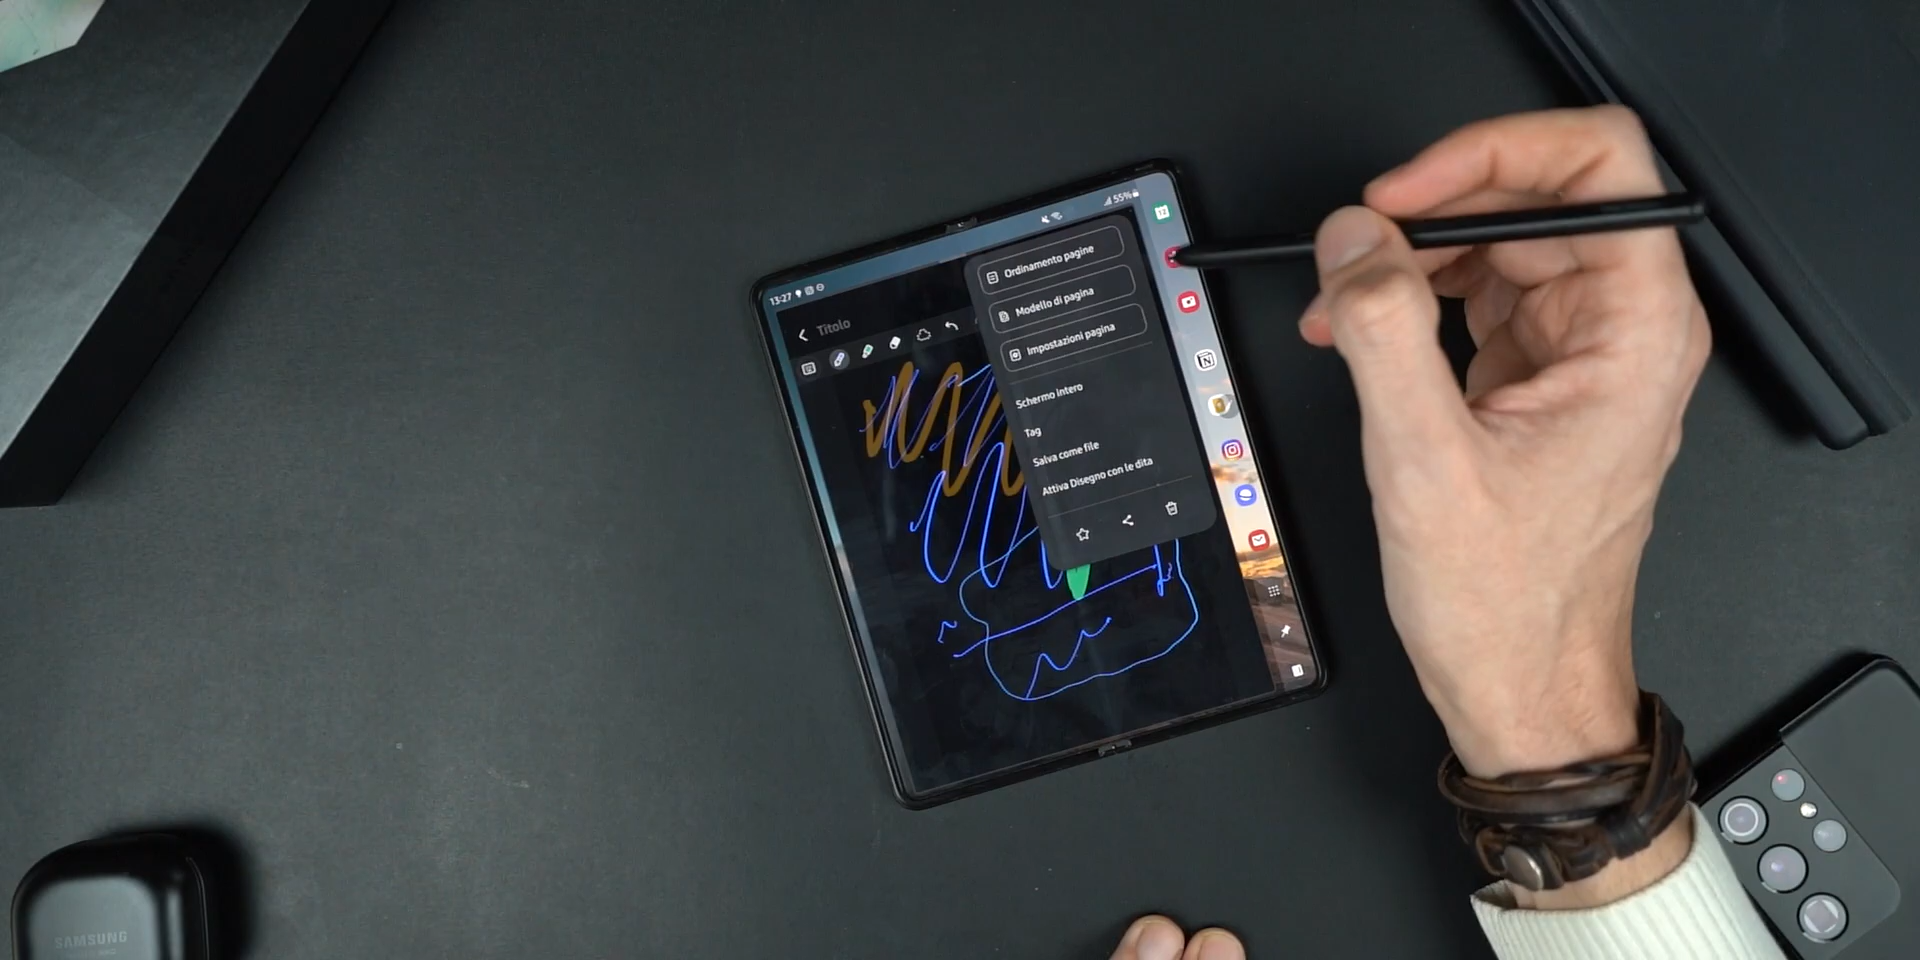 55%
13:27
Titolo
Ordinamento pagine
Modello di pagina
Impostazioni pagina
Schermo intero
Tag
Salva come file
Attiva Disegno con le dita
12
N
SAMSUNG